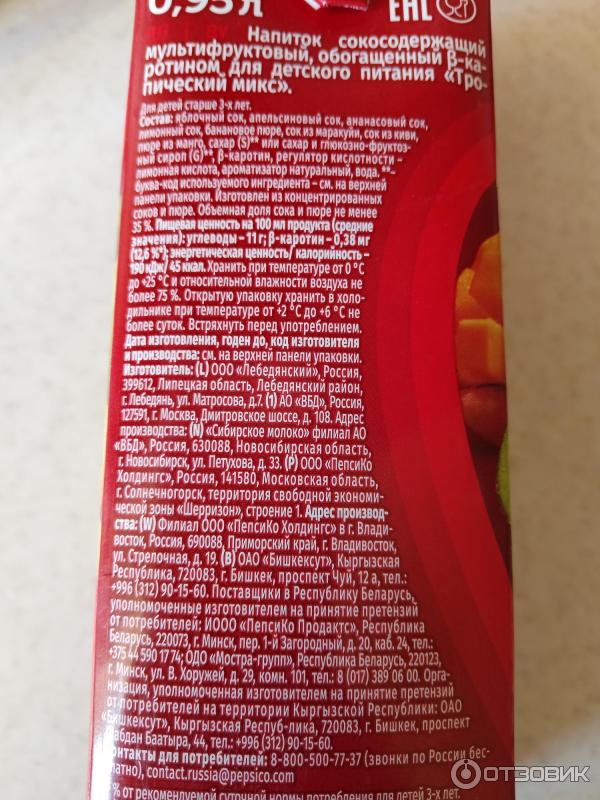 0,95л
EAC
Напиток сокосодержащий
мультифруктовый, обогащенный β-ка-
ротином для детского питания «Тро-
пический микс».
Для детей старше 3-х лет.
Состав: яблочный сок, апельсиновый сок, ананасовый сок,
лимонный сок, банановое пюре, сок из маракуйи, сок из киви,
пюре из манго, сахар (S)** или сахар и глюкозно-фруктоз-
ный сироп (G)**, β-каротин, регулятор кислотности –
лимонная кислота, ароматизатор натуральный, вода. **–
буква-код используемого ингредиента – см. на верхней
панели упаковки. Изготовлен из концентрированных
соков и пюре. Объемная доля сока и пюре не менее
35 %. Пищевая ценность на 100 мл продукта (средние
значения): углеводы – 11 г; β-каротин – 0,38 мг
(12,6 %*); энергетическая ценность/ калорийность –
190 кДж/ 45 ккал. Хранить при температуре от 0 °С
до +25 °С и относительной влажности воздуха не
более 75 %. Открытую упаковку хранить в холо-
дильнике при температуре от +2 °С до +6 °С не
более суток. Встряхнуть перед употреблением.
Дата изготовления, годен до, код изготовителя
и производства: см. на верхней панели упаковки.
Изготовитель: (L) ООО «Лебедянский», Россия,
399612, Липецкая область, Лебедянский район,
г. Лебедянь, ул. Матросова, д.7. (1) АО «ВБД», Россия,
127591, г. Москва, Дмитровское шоссе, д. 108. Адрес
производства: (N) «Сибирское молоко» филиал АО
«ВБД», Россия, 630088, Новосибирская область,
г. Новосибирск, ул. Петухова, д. 33. (P) ООО «ПепсиКо
Холдингс», Россия, 141580, Московская область,
г. Солнечногорск, территория свободной экономи-
ческой зоны «Шерризон», строение 1. Адрес производ-
ства: (W) Филиал ООО «ПепсиКо Холдингс» в г. Влади-
восток, Россия, 690088, Приморский край, г. Владивосток,
ул. Стрелочная, д. 19. (B) ОАО «Бишкексут», Кыргызская
Республика, 720083, г. Бишкек, проспект Чуй, 12 а, тел.:
+996 (312) 90-15-60. Поставщики в Республику Беларусь,
уполномоченные изготовителем на принятие претензий
от потребителей: ИООО «ПепсиКо Продактс», Республика
Беларусь, 220073, г. Минск, пер. 1-й Загородный, д. 20, каб. 24, тел.:
+375 44 590 17 74; ОДО «Мостра-групп», Республика Беларусь, 220123,
г. Минск, ул. В. Хоружей, д. 29, комн. 101, тел.: 8 (017) 389 06 00. Орга-
низация, уполномоченная изготовителем на принятие претензий
от потребителей на территории Кыргызской Республики: ОАО
«Бишкексут», Кыргызская Респуб-лика, 720083, г. Бишкек, проспект
Чабдан Баатыра, 44, тел.: +996 (312) 90-15-60.
Контакты для потребителей: 8-800-500-77-37 (звонки по России бес-
платно), contact.russia@pepsico
% от рекомендуемой суточной нормы потребления для детей 3-х лет.
ОТЗОВИК